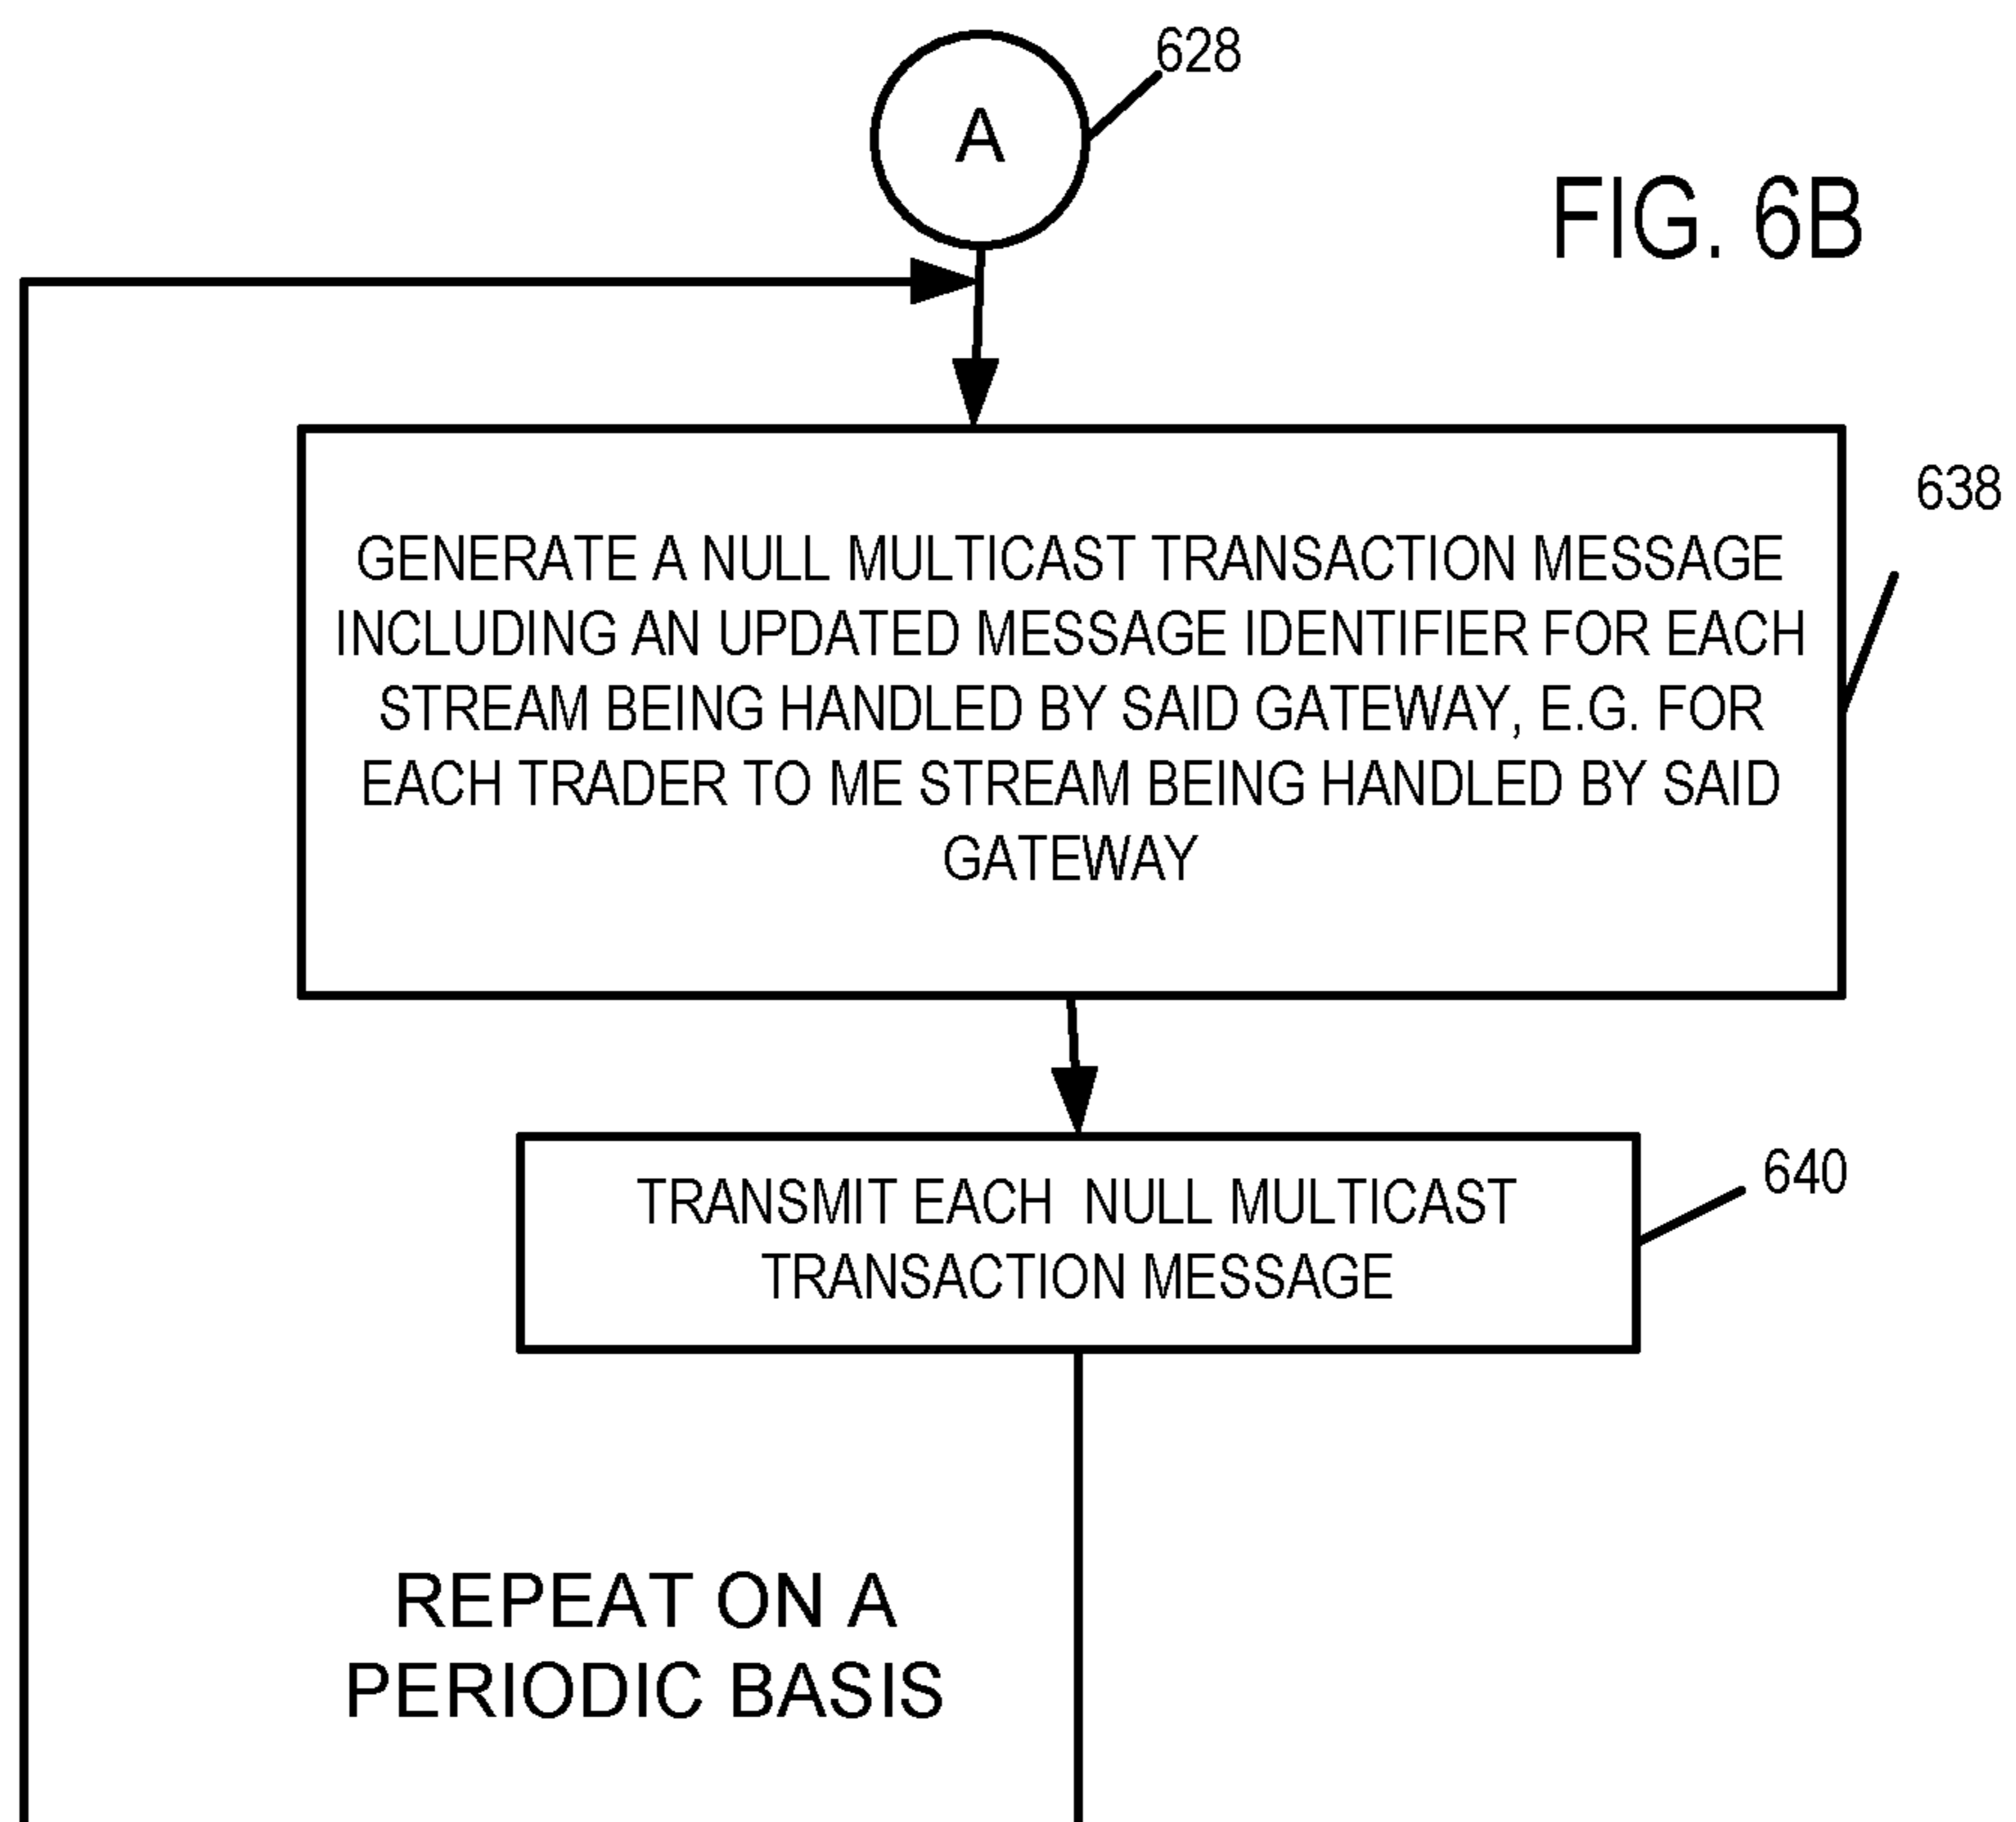 628
A
FIG. 6B
638
GENERATE A NULL MULTICAST TRANSACTION MESSAGE
INCLUDING AN UPDATED MESSAGE IDENTIFIER FOR EACH
STREAM BEING HANDLED BY SAID GATEWAY, E.G. FOR
EACH TRADER TO ME STREAM BEING HANDLED BY SAID
GATEWAY
640
TRANSMIT EACH NULL MULTICAST
TRANSACTION MESSAGE
REPEAT ON A
PERIODIC BASIS